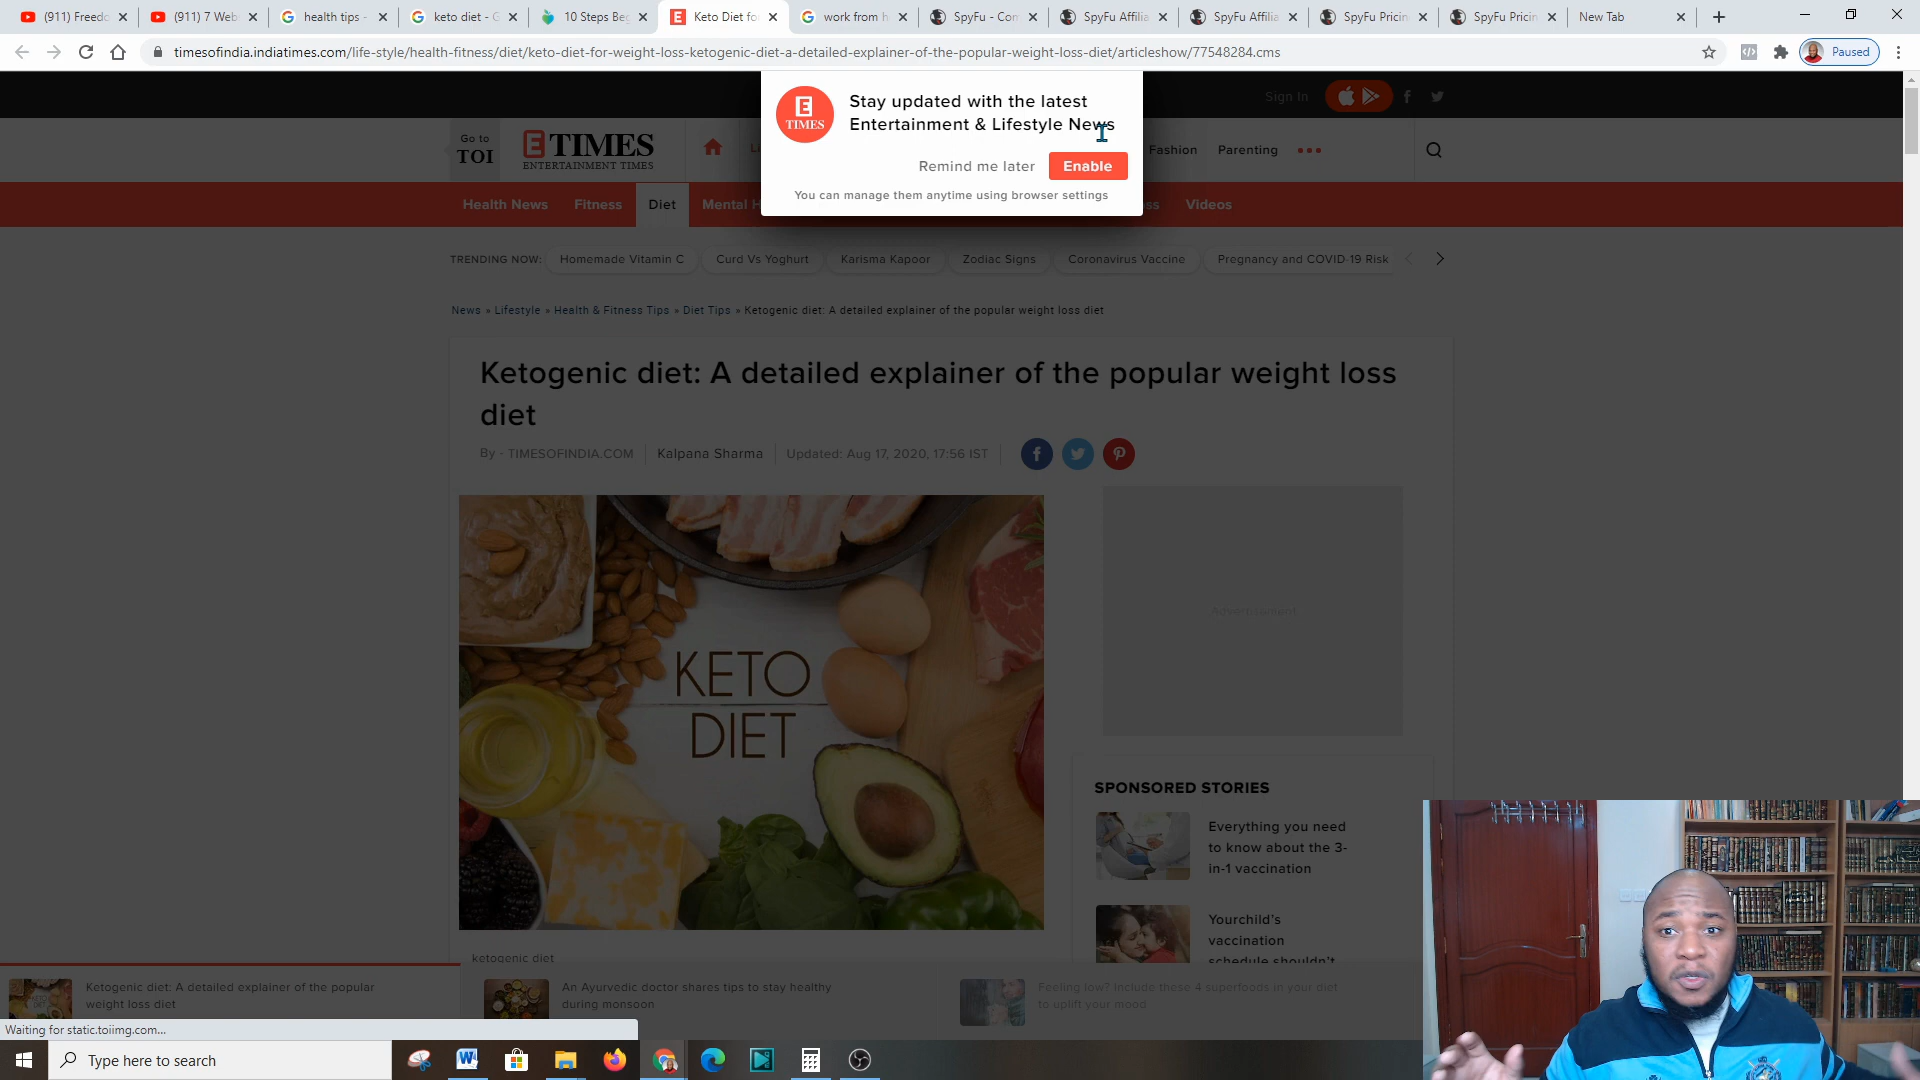 (911) Freedo
(911) 7 Web
health tips -
keto diet - G
10 Steps Beg
Keto Diet fo
work from h
SpyFu - Com
SpyFu Affilia
SpyFu Affilia
SpyFu Pricin
SpyFu Pricin
New Tab
timesofindia.indiatimes.com/life-style/health-fitness/diet/keto-diet-for-weight-loss-ketogenic-diet-a-detailed-explainer-of-the-popular-weight-loss-diet/articleshow/77548284.cms
Paused
E
TIMES
Stay updated with the latest
Entertainment & Lifestyle News
Remind me later
Enable
You can manage them anytime using browser settings
Sign In
Go to
TOI
ETIMES
ENTERTAINMENT TIMES
Fashion
Parenting
Health News
Fitness
Diet
Mental H
ss
Videos
TRENDING NOW:
Homemade Vitamin C
Curd Vs Yoghurt
Karisma Kapoor
Zodiac Signs
Coronavirus Vaccine
Pregnancy and COVID-19 Risk
News » Lifestyle » Health & Fitness Tips » Diet Tips » Ketogenic diet: A detailed explainer of the popular weight loss diet
Ketogenic diet: A detailed explainer of the popular weight loss
diet
By - TIMESOFINDIA.COM
Kalpana Sharma
Updated: Aug 17, 2020, 17:56 IST
KETO
DIET
Advertisement
SPONSORED STORIES
Everything you need
to know about the 3-
in-1 vaccination
Yourchild's
vaccination
schedule shouldn't
ketogenic diet
Ketogenic diet: A detailed explainer of the popular
weight loss diet
An Ayurvedic doctor shares tips to stay healthy
during monsoon
Feeling low? Include these 4 superfoods in your diet
to uplift your mood
Waiting for static.toiimg.com...
Type here to search